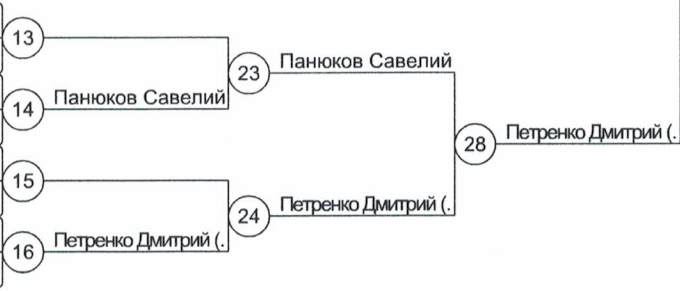 13
Панюков Савелий
23
14
Панюков Савелий
28
Петренко Дмитрий (.
15
24
Петренко Дмитрий (.
16
Петренко Дмитрий (.